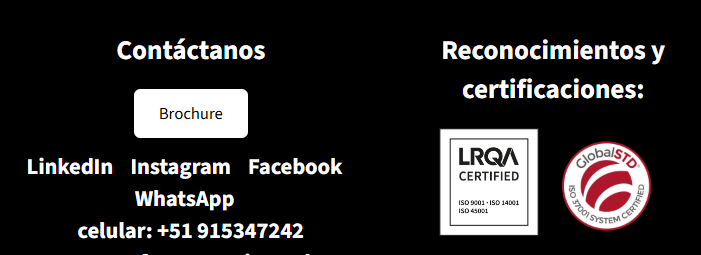 Contáctanos
Brochure
LinkedIn Instagram Facebook
WhatsApp
celular: +51 915347242
Reconocimientos y
certificaciones:
LRQA
CERTIFIED
ISO 9001 · ISO 14001
ISO 45001
GlobalSTD
ISO 37001 SYSTEM CERTIFIED